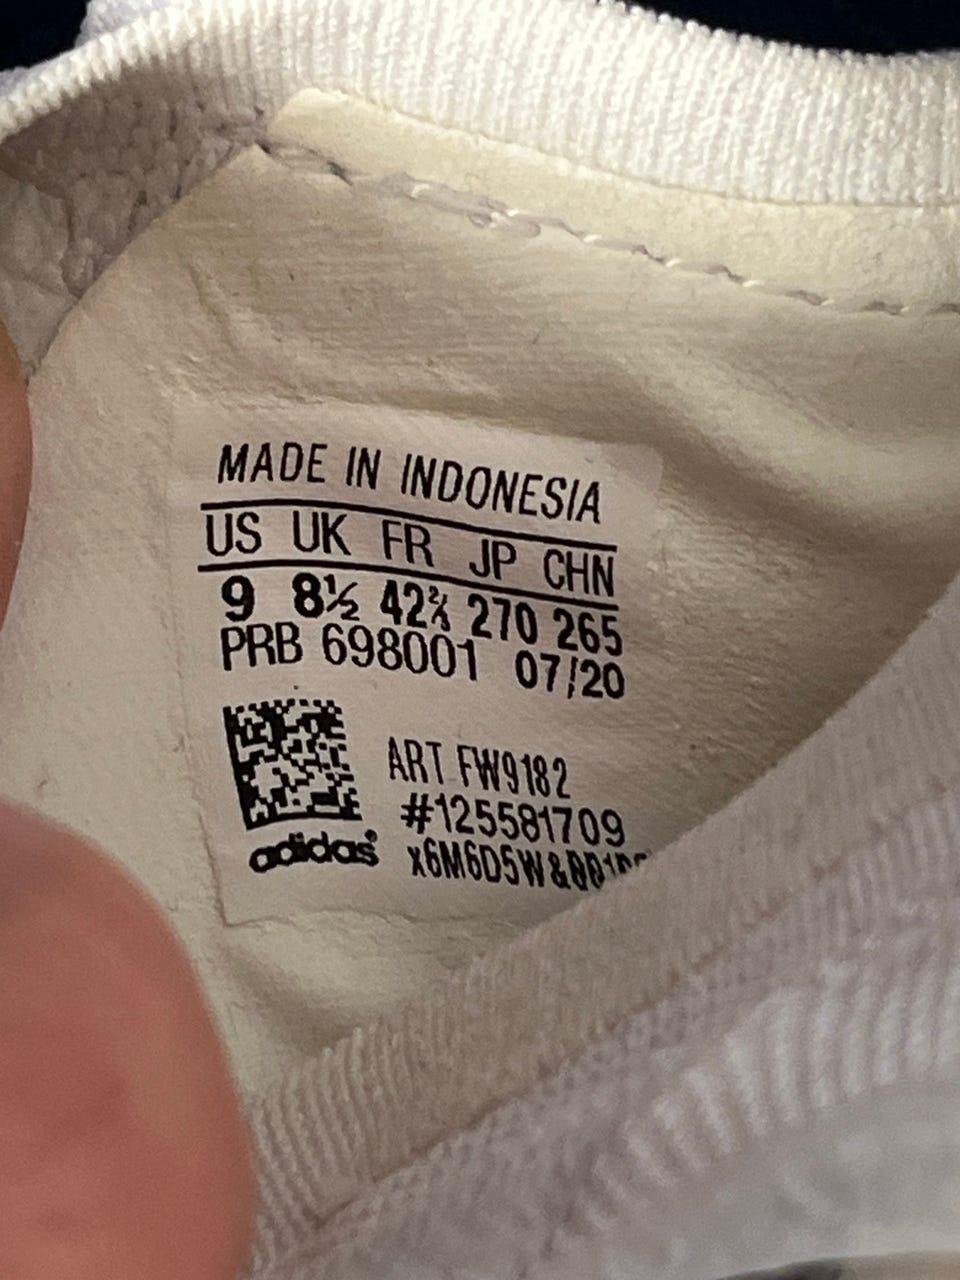 MADE IN INDONESIA
US UK FR JP CHN
9 8½ 42⅔ 270 265
PRB 698001 07/20
ART FW9182
#125581709
adidas®